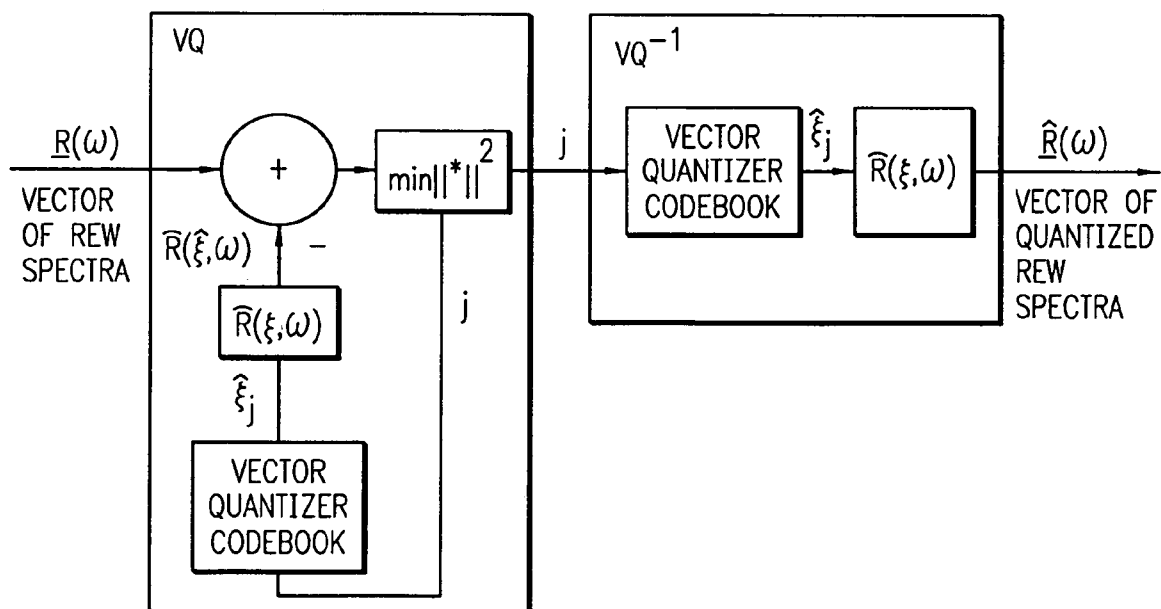 VQ
R(ω)
VECTOR
OF REW
SPECTRA
+
min||*||²
R̂(ξ̂,ω)
−
R̂(ξ,ω)
ξ̂j
VECTOR
QUANTIZER
CODEBOOK
j
j
VQ⁻¹
VECTOR
QUANTIZER
CODEBOOK
ξ̂j
R̂(ξ,ω)
R̂(ω)
VECTOR OF
QUANTIZED
REW
SPECTRA